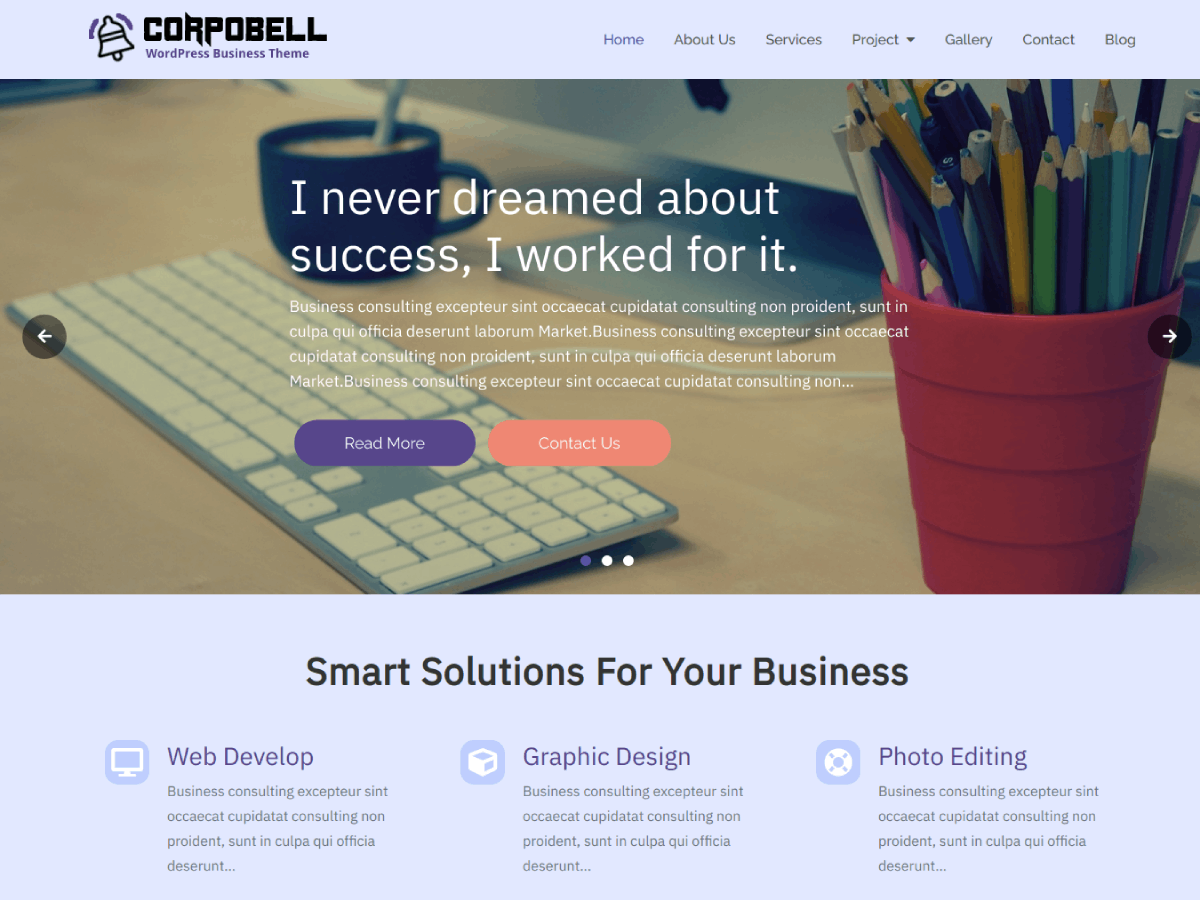 CORPOBELL
WordPress Business Theme
Home About Us Services Project Gallery Contact Blog
I never dreamed about
success, I worked for it.
Business consulting excepteur sint occaecat cupidatat consulting non proident, sunt in
culpa qui officia deserunt laborum Market.Business consulting excepteur sint occaecat
cupidatat consulting non proident, sunt in culpa qui officia deserunt laborum
Market.Business consulting excepteur sint occaecat cupidatat consulting non...
Read More Contact Us
Smart Solutions For Your Business
Web Develop
Business consulting excepteur sint
occaecat cupidatat consulting non
proident, sunt in culpa qui officia
deserunt...
Graphic Design
Business consulting excepteur sint
occaecat cupidatat consulting non
proident, sunt in culpa qui officia
deserunt...
Photo Editing
Business consulting excepteur sint
occaecat cupidatat consulting non
proident, sunt in culpa qui officia
deserunt...